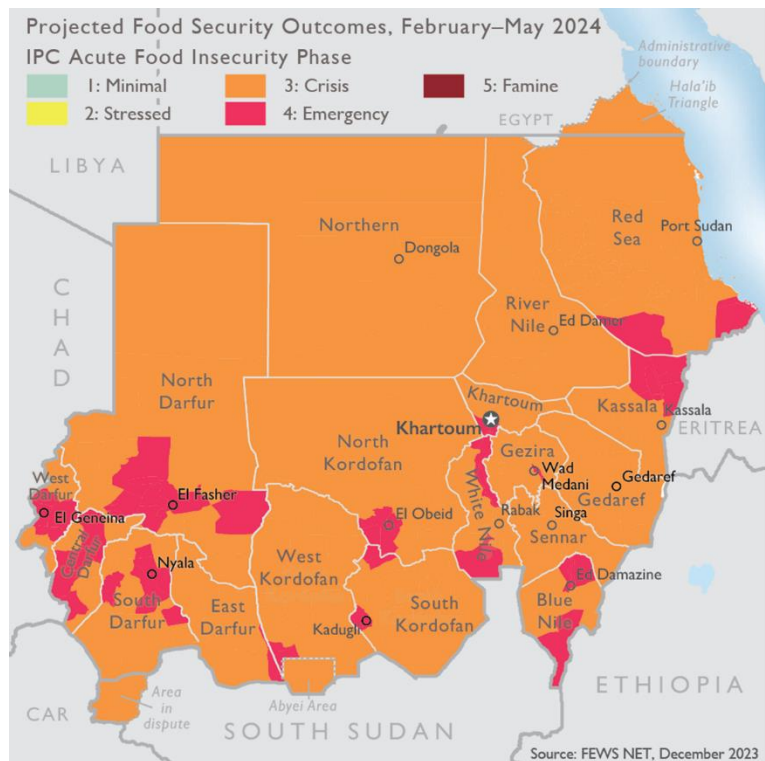 Projected Food Security Outcomes, February–May 2024
IPC Acute Food Insecurity Phase
1: Minimal
3: Crisis
5: Famine
2: Stressed
4: Emergency
Administrative
boundary
Hala'ib
Triangle
EGYPT
LIBYA
Northern
Dongola
Red
Sea
Port Sudan
River
Nile
Ed Damer
CHAD
North
Darfur
Khartoum
Khartoum
Kassala
Kassala
ERITREA
North
Kordofan
Gezira
Wad
Medani
Gedaref
Gedaref
West
Darfur
El Geneina
El Fasher
El Obeid
White Nile
Rabak
Singa
Sennar
Central
Darfur
Nyala
West
Kordofan
Ed Damazine
Blue
Nile
South
Darfur
East
Darfur
Kadugli
South
Kordofan
ETHIOPIA
Area
in
dispute
Abyei Area
CAR
SOUTH SUDAN
Source: FEWS NET, December 2023